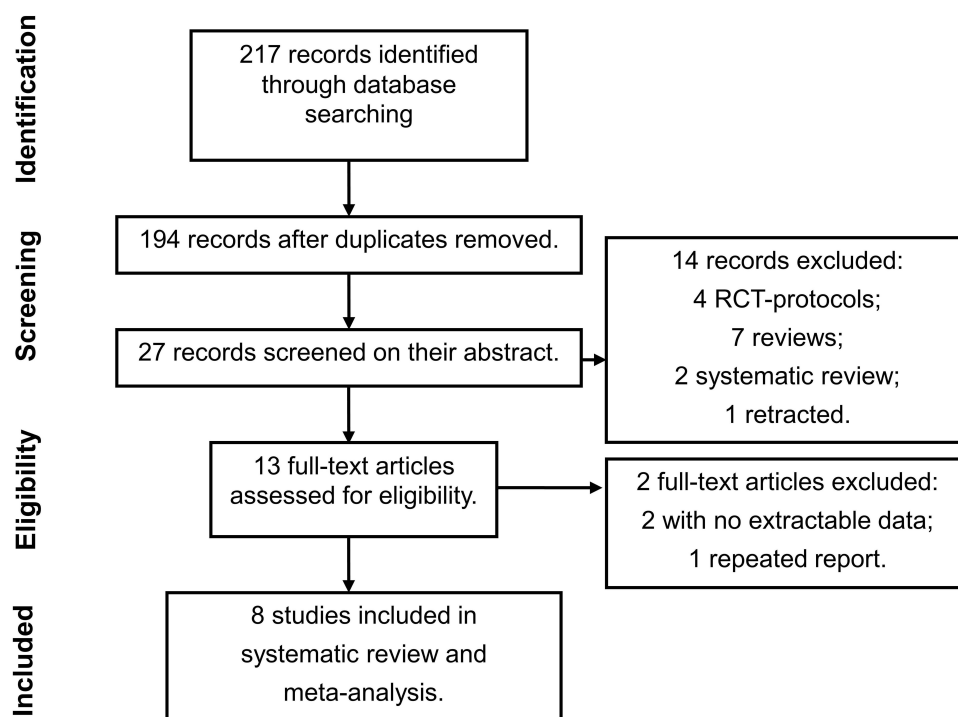 Identification
217 records identified
through database
searching
Screening
194 records after duplicates removed.
27 records screened on their abstract.
14 records excluded:
4 RCT-protocols;
7 reviews;
2 systematic review;
1 retracted.
Eligibility
13 full-text articles
assessed for eligibility.
2 full-text articles excluded:
2 with no extractable data;
1 repeated report.
Included
8 studies included in
systematic review and
meta-analysis.